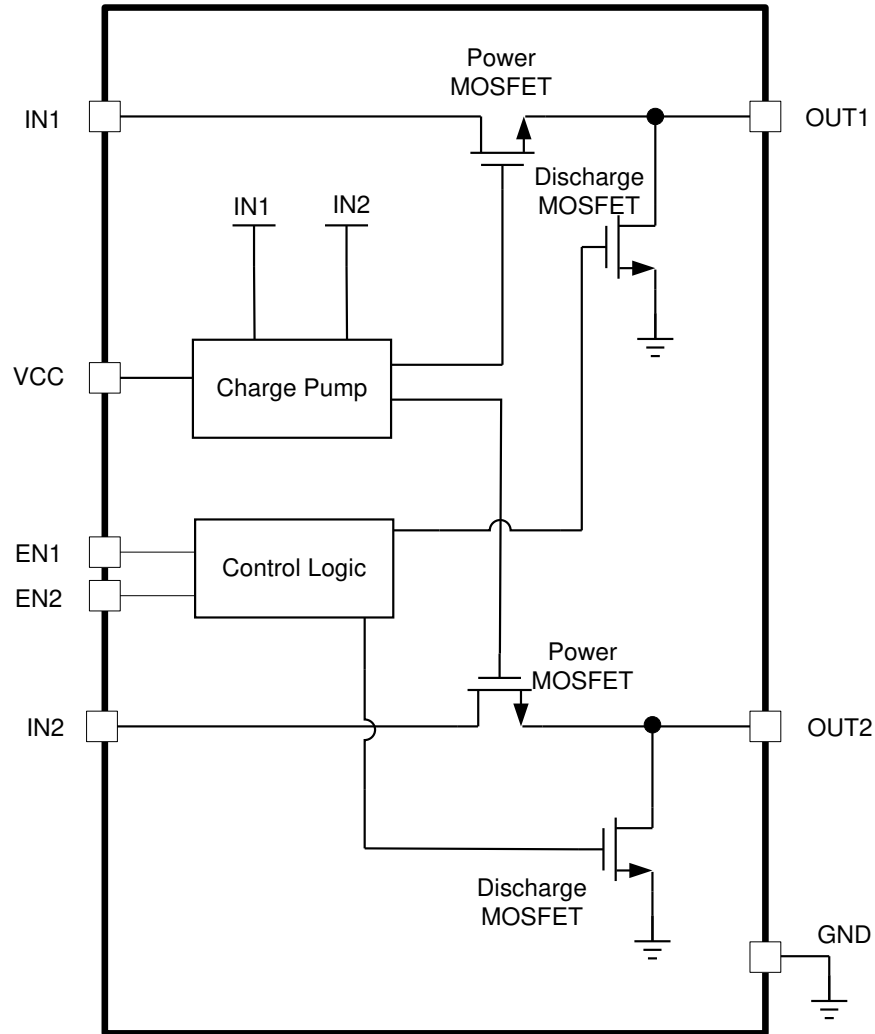 Power
MOSFET
IN1
OUT1
Discharge
MOSFET
IN1
IN2
VCC
Charge Pump
EN1
Control Logic
EN2
Power
MOSFET
IN2
OUT2
Discharge
MOSFET
GND